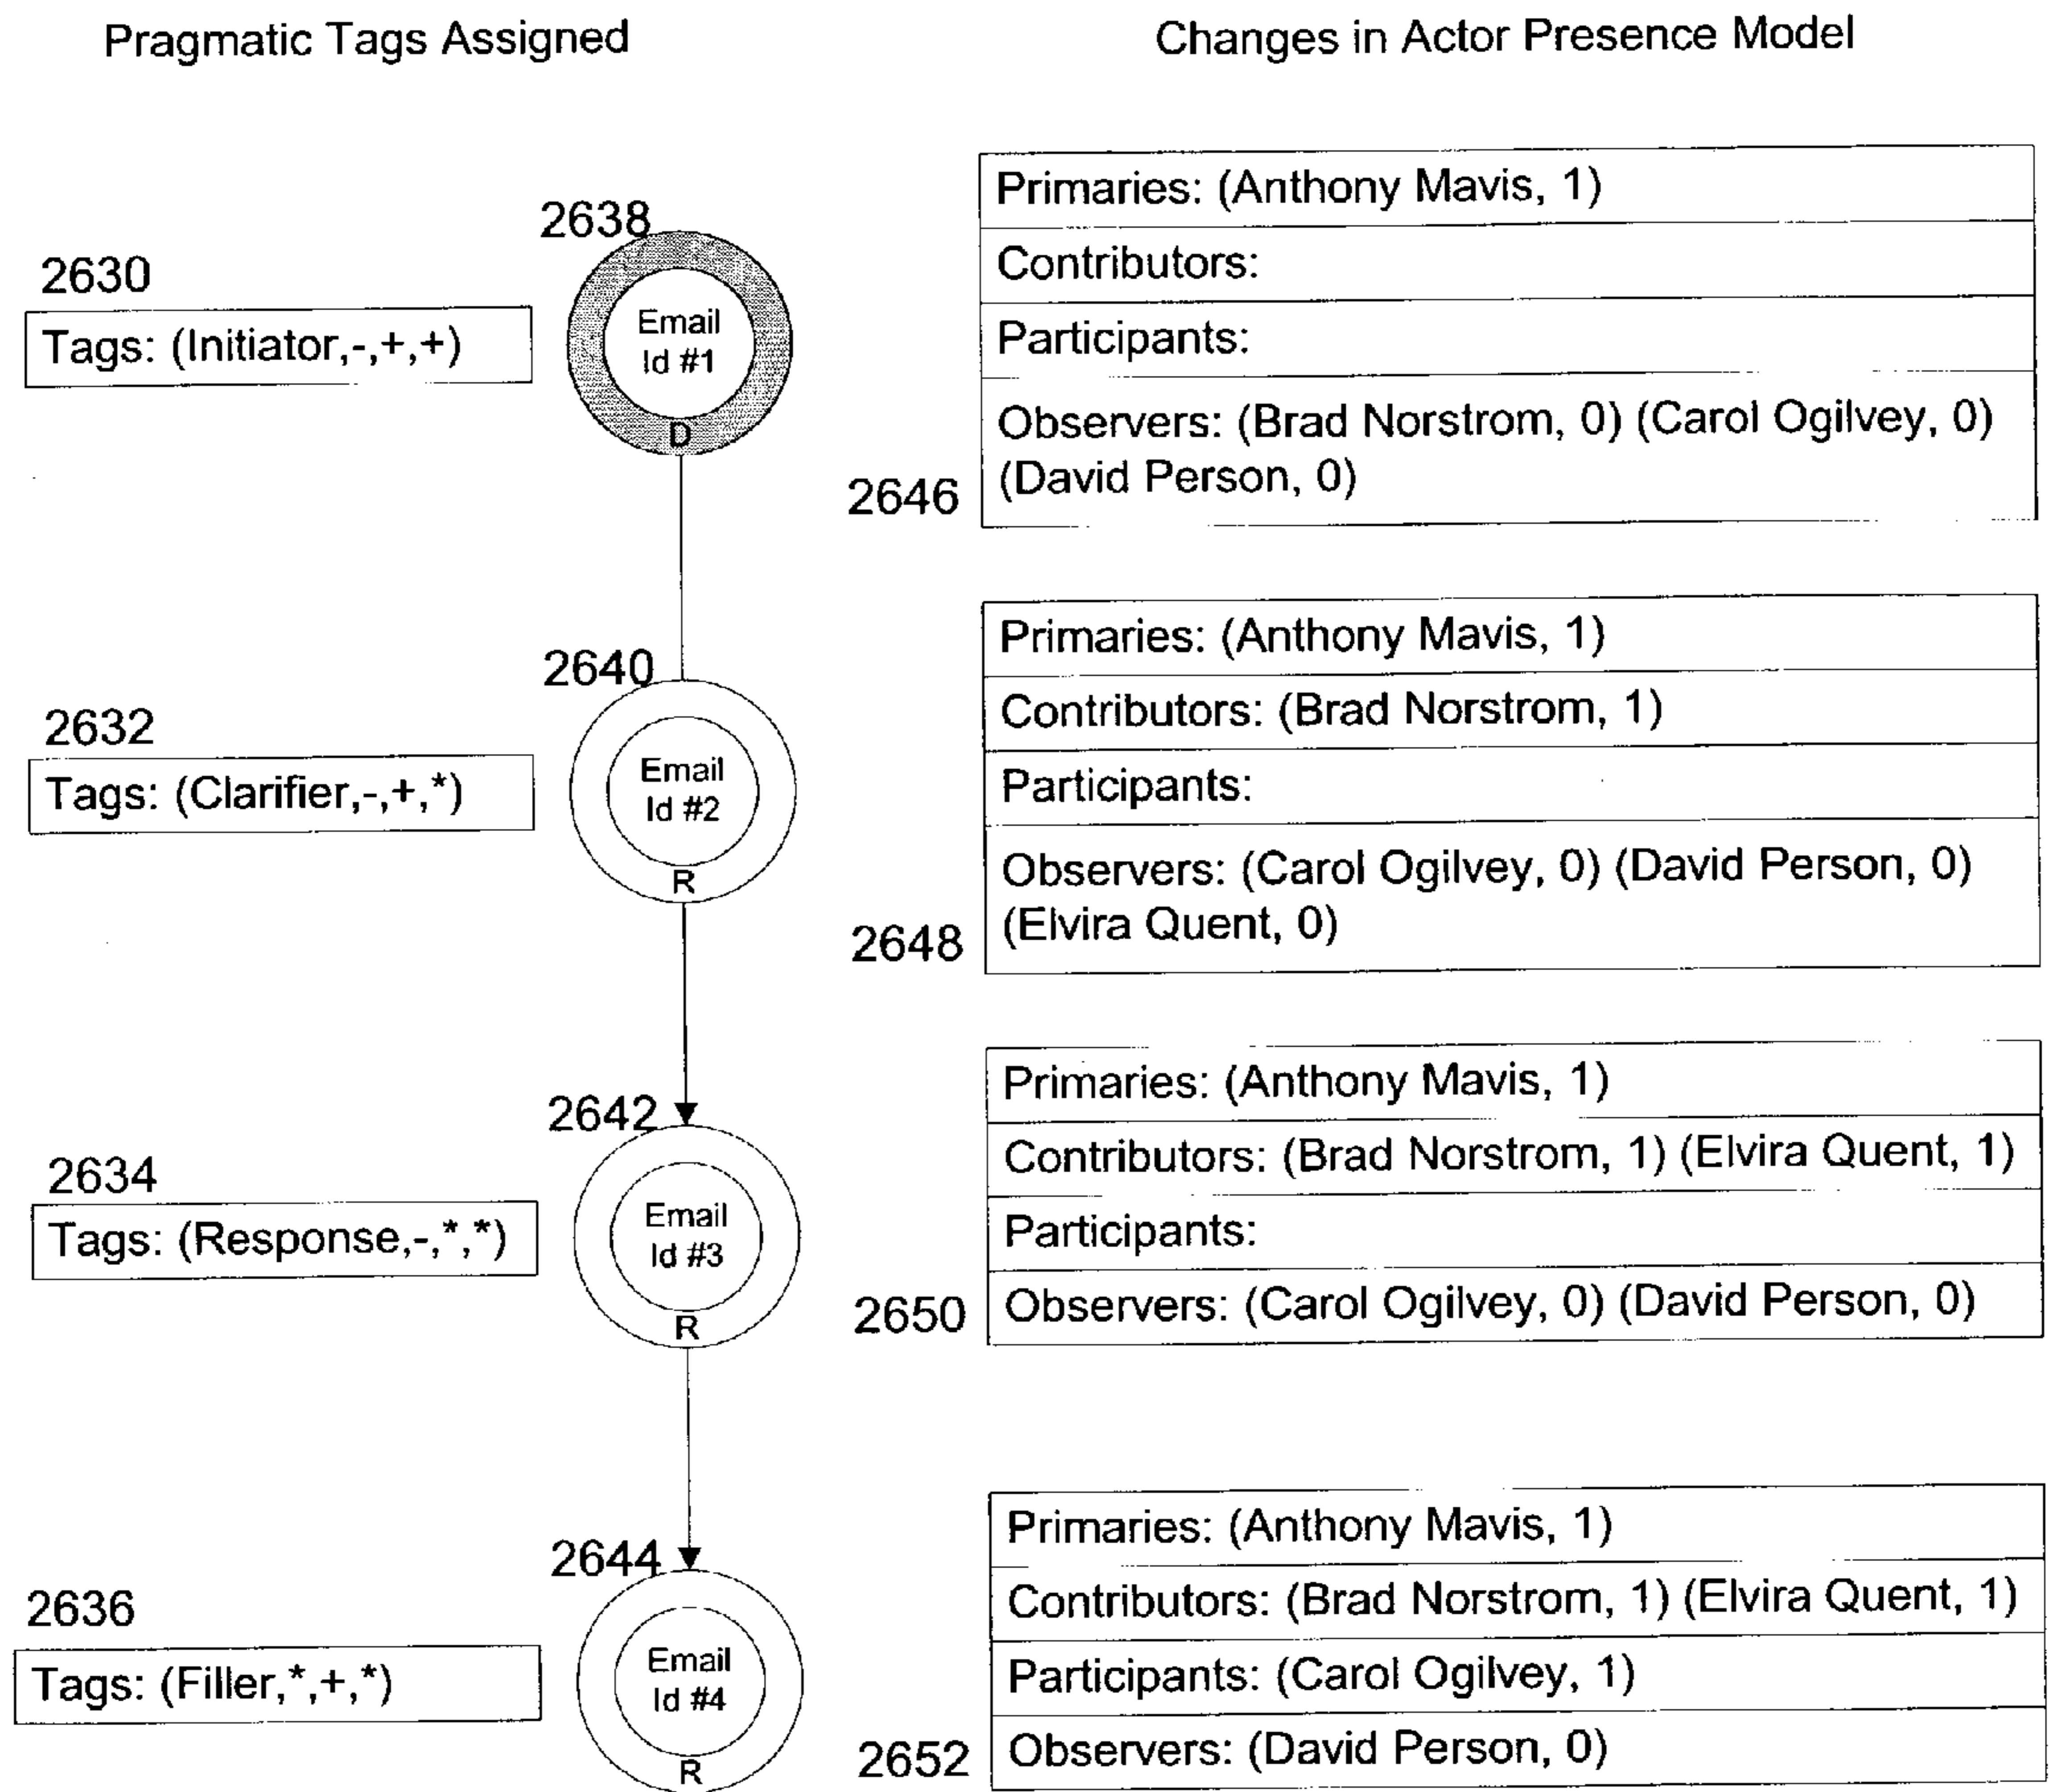 Pragmatic Tags Assigned
Changes in Actor Presence Model
2638
2630
Tags: (Initiator,-,+,+)
Email
Id #1
D
Primaries: (Anthony Mavis, 1)
Contributors:
Participants:
Observers: (Brad Norstrom, 0) (Carol Ogilvey, 0)
(David Person, 0)
2646
2640
2632
Tags: (Clarifier,-,+,*)
Email
Id #2
R
Primaries: (Anthony Mavis, 1)
Contributors: (Brad Norstrom, 1)
Participants:
Observers: (Carol Ogilvey, 0) (David Person, 0)
(Elvira Quent, 0)
2648
2642
2634
Tags: (Response,-,*,*)
Email
Id #3
R
Primaries: (Anthony Mavis, 1)
Contributors: (Brad Norstrom, 1) (Elvira Quent, 1)
Participants:
Observers: (Carol Ogilvey, 0) (David Person, 0)
2650
2644
2636
Tags: (Filler,*,+,*)
Email
Id #4
R
Primaries: (Anthony Mavis, 1)
Contributors: (Brad Norstrom, 1) (Elvira Quent, 1)
Participants: (Carol Ogilvey, 1)
Observers: (David Person, 0)
2652